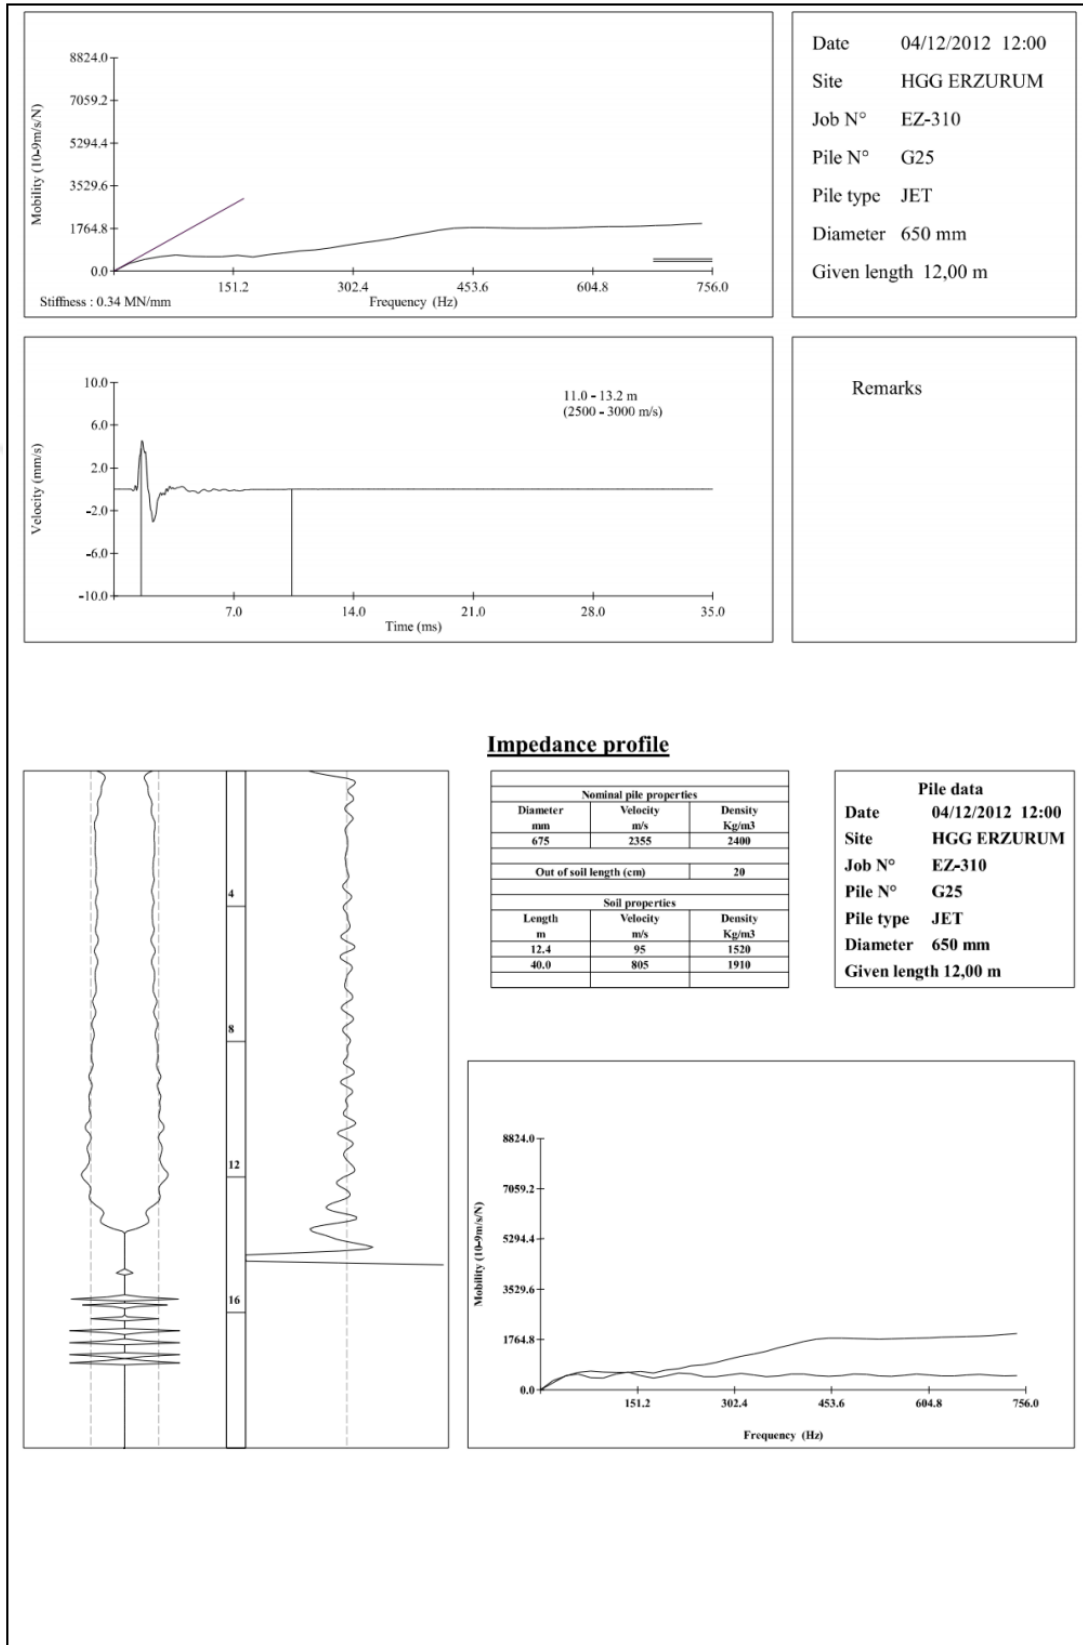 8824.0
7059.2
5294.4
3529.6
1764.8
0.0
Mobility (10-9m/s/N)
151.2 302.4 453.6 604.8 756.0
Stiffness : 0.34 MN/mm
Frequency (Hz)
Date 04/12/2012 12:00
Site HGG ERZURUM
Job N° EZ-310
Pile N° G25
Pile type JET
Diameter 650 mm
Given length 12,00 m
10.0
6.0
2.0
-2.0
-6.0
-10.0
Velocity (mm/s)
11.0 - 13.2 m
(2500 - 3000 m/s)
7.0 14.0 21.0 28.0 35.0
Time (ms)
Remarks
Impedance profile
4
8
12
16
Nominal pile properties
Diameter Velocity Density
mm m/s Kg/m3
675 2355 2400
Out of soil length (cm) 20
Soil properties
Length Velocity Density
m m/s Kg/m3
12.4 95 1520
40.0 805 1910
Pile data
Date 04/12/2012 12:00
Site HGG ERZURUM
Job N° EZ-310
Pile N° G25
Pile type JET
Diameter 650 mm
Given length 12,00 m
8824.0
7059.2
5294.4
3529.6
1764.8
0.0
Mobility (10-9m/s/N)
151.2 302.4 453.6 604.8 756.0
Frequency (Hz)